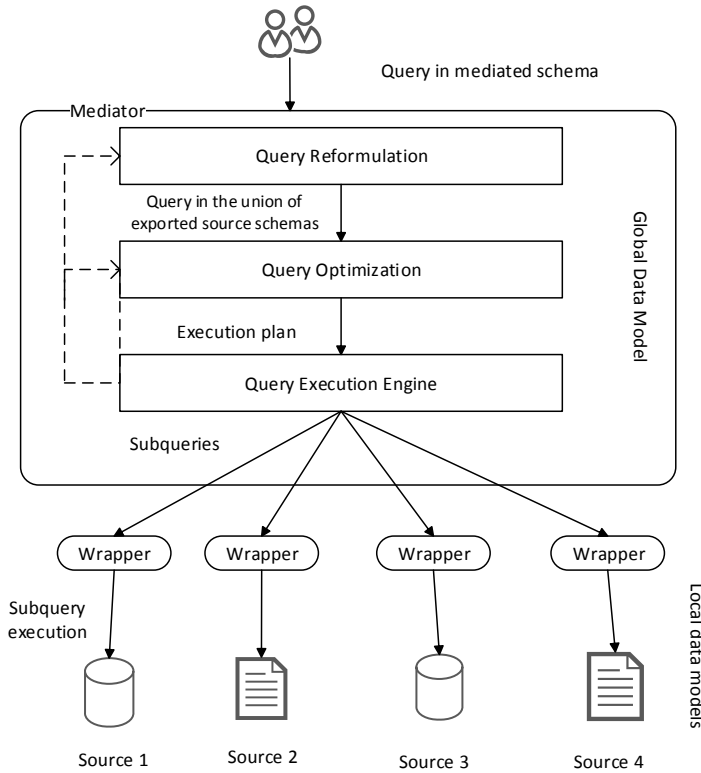 Query in mediated schema
Mediator
Query Reformulation
Query in the union of
exported source schemas
Global Data Model
Query Optimization
Execution plan
Query Execution Engine
Subqueries
Wrapper
Wrapper
Wrapper
Wrapper
Subquery
execution
Local data models
Source 1
Source 2
Source 3
Source 4